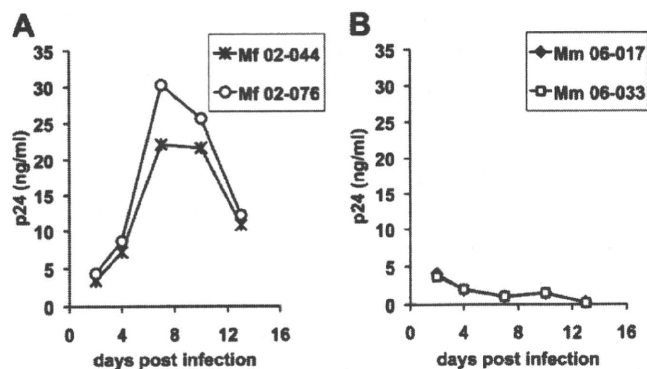 A
Mf 02-044
Mf 02-076
p24 (ng/ml)
35
30
25
20
15
10
5
0
0 4 8 12 16
days post infection
B
Mm 06-017
Mm 06-033
p24 (ng/ml)
35
30
25
20
15
10
5
0
0 4 8 12 16
days post infection